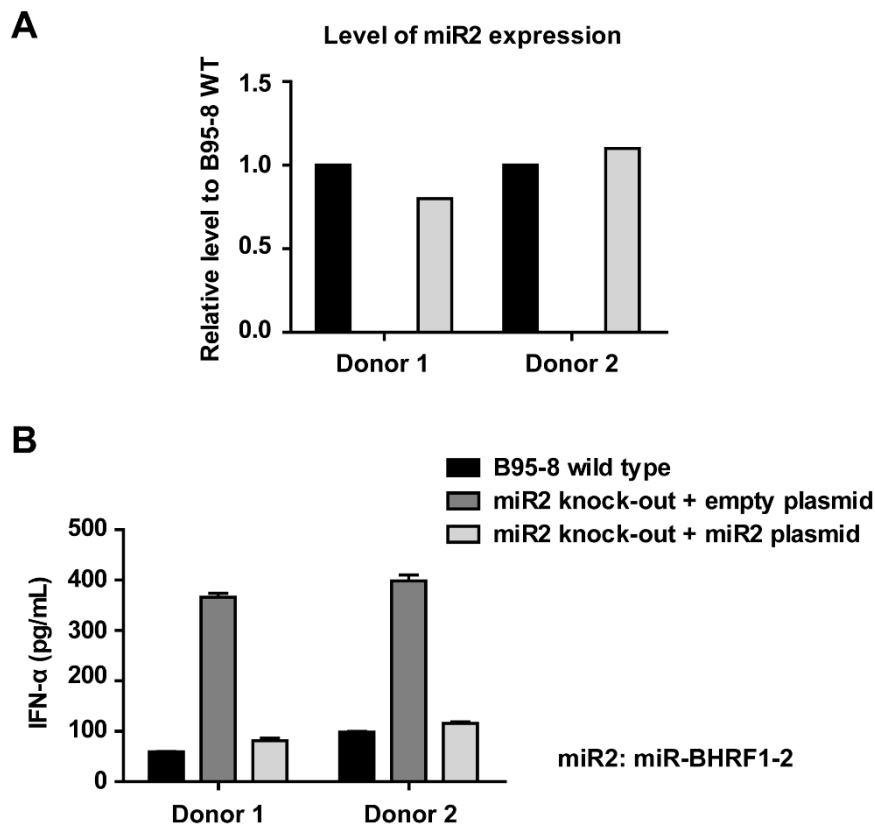 A
Level of miR2 expression
Relative level to B95-8 WT
1.5
1.0
0.5
0.0
Donor 1 Donor 2
B
B95-8 wild type
miR2 knock-out + empty plasmid
miR2 knock-out + miR2 plasmid
IFN-α (pg/mL)
500
400
300
200
100
0
Donor 1 Donor 2
miR2: miR-BHRF1-2